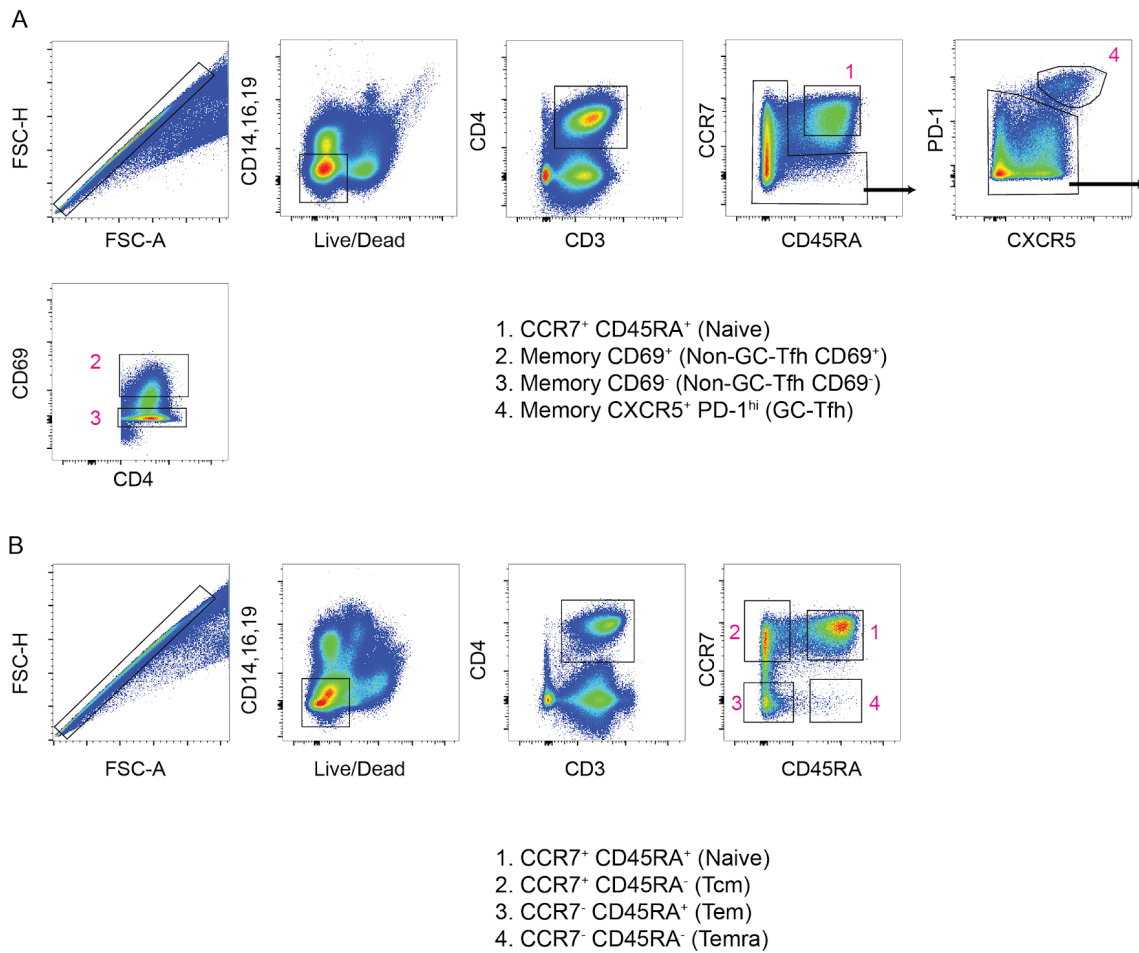 A
FSC-H
FSC-A
CD14,16,19
Live/Dead
CD4
CD3
CCR7
1
CD45RA
PD-1
4
CXCR5
CD69
2
3
CD4
1. CCR7⁺ CD45RA⁺ (Naive)
2. Memory CD69⁺ (Non-GC-Tfh CD69⁺)
3. Memory CD69⁻ (Non-GC-Tfh CD69⁻)
4. Memory CXCR5⁺ PD-1ʰⁱ (GC-Tfh)
B
FSC-H
FSC-A
CD14,16,19
Live/Dead
CD4
CD3
CCR7
2
1
3
4
CD45RA
1. CCR7⁺ CD45RA⁺ (Naive)
2. CCR7⁺ CD45RA⁻ (Tcm)
3. CCR7⁻ CD45RA⁺ (Tem)
4. CCR7⁻ CD45RA⁻ (Temra)